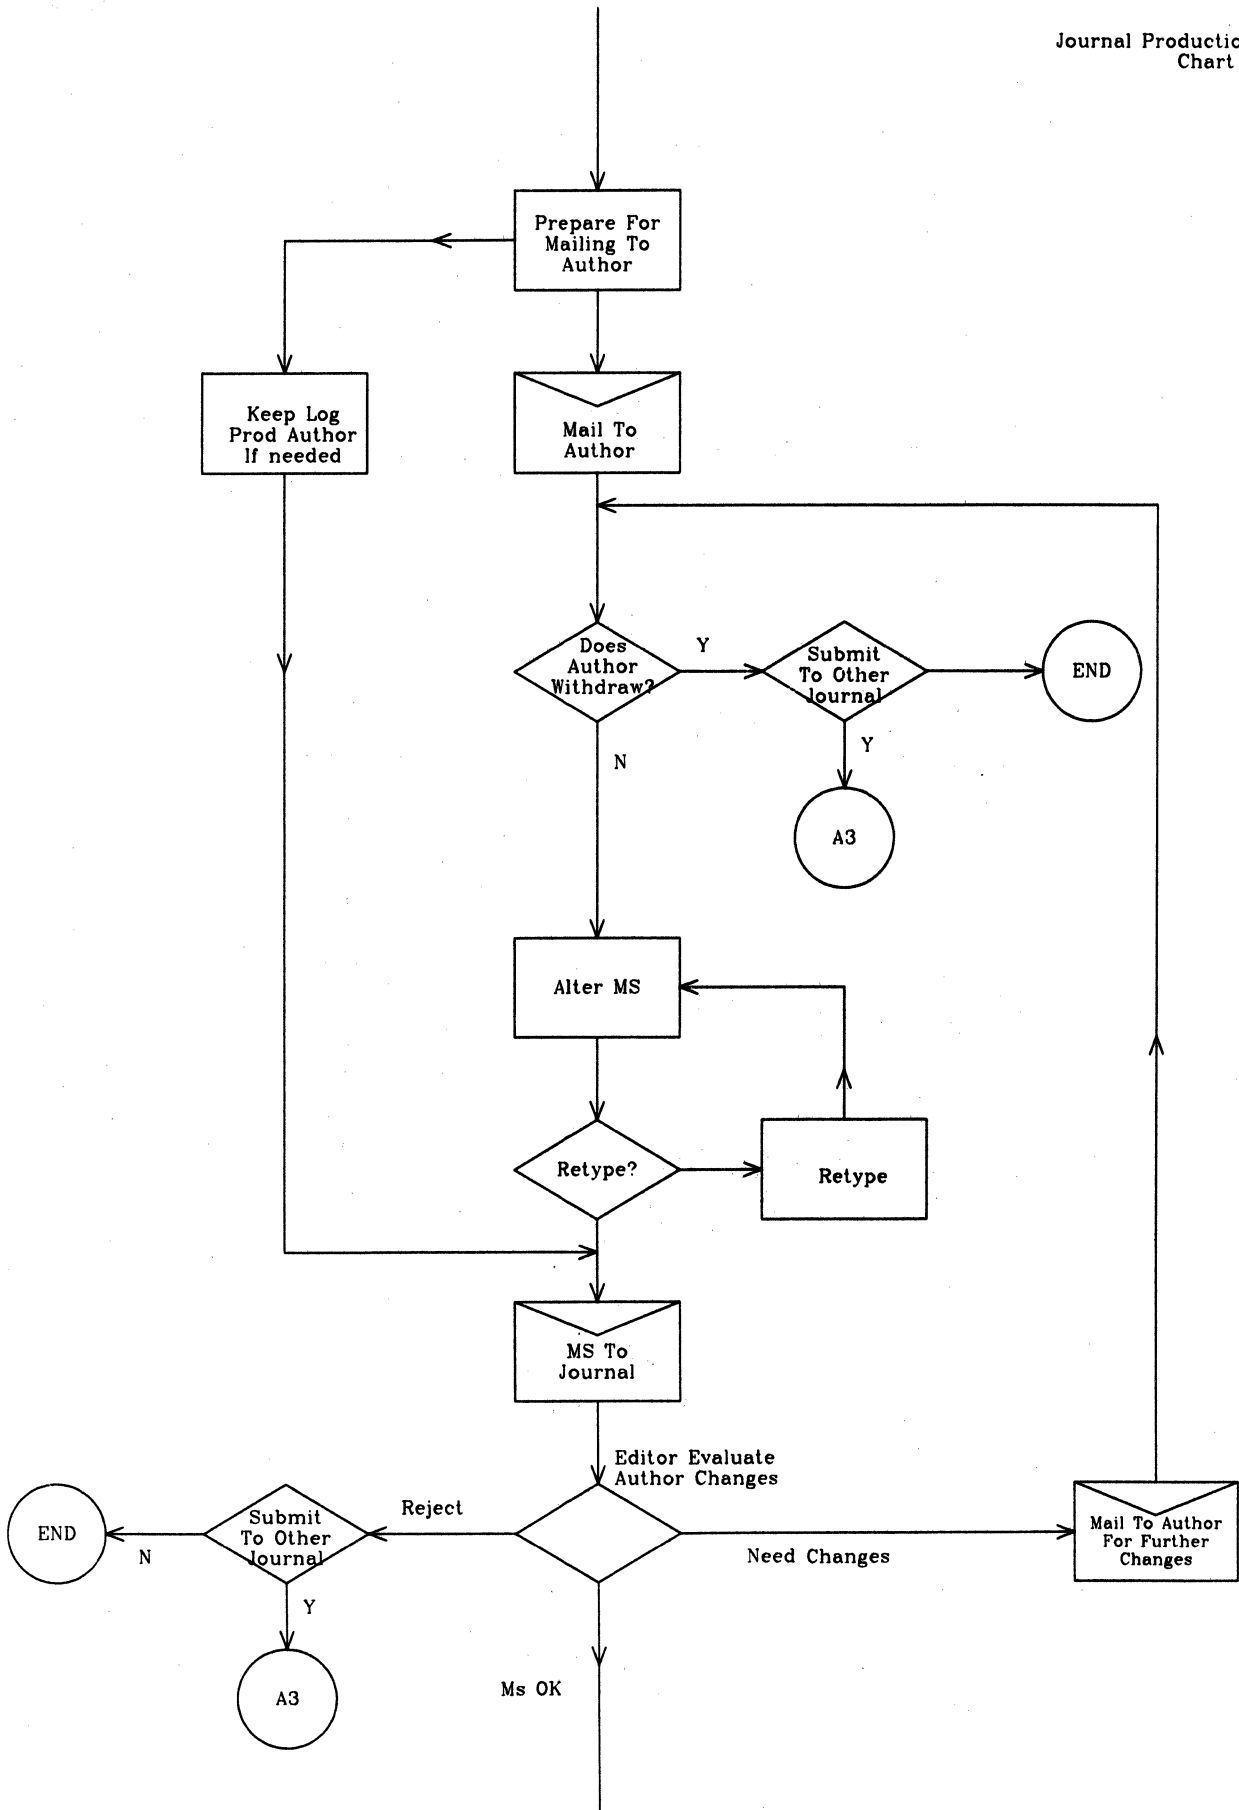 Journal Productio
Chart
Prepare For
Mailing To
Author
Keep Log
Prod Author
If needed
Mail To
Author
Does
Author
Withdraw?
Y
Submit
To Other
Journal
END
N
Y
A3
Alter MS
Retype?
Retype
MS To
Journal
Editor Evaluate
Author Changes
END
N
Submit
To Other
Journal
Reject
Need Changes
Mail To Author
For Further
Changes
Y
A3
Ms OK